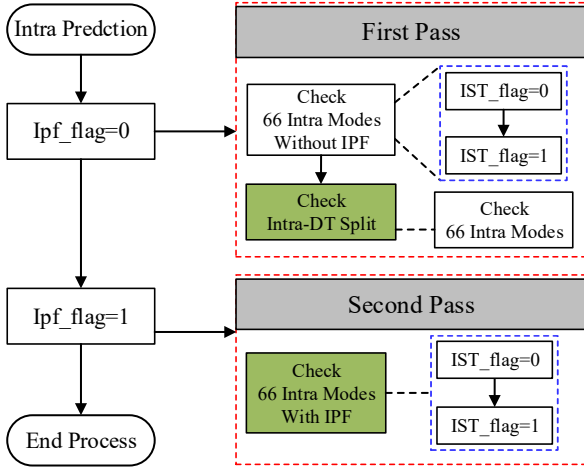 Intra Predction
First Pass
Check
66 Intra Modes
Without IPF
IST_flag=0
IST_flag=1
Ipf_flag=0
Check
Intra-DT Split
Check
66 Intra Modes
Ipf_flag=1
Second Pass
Check
66 Intra Modes
With IPF
IST_flag=0
IST_flag=1
End Process